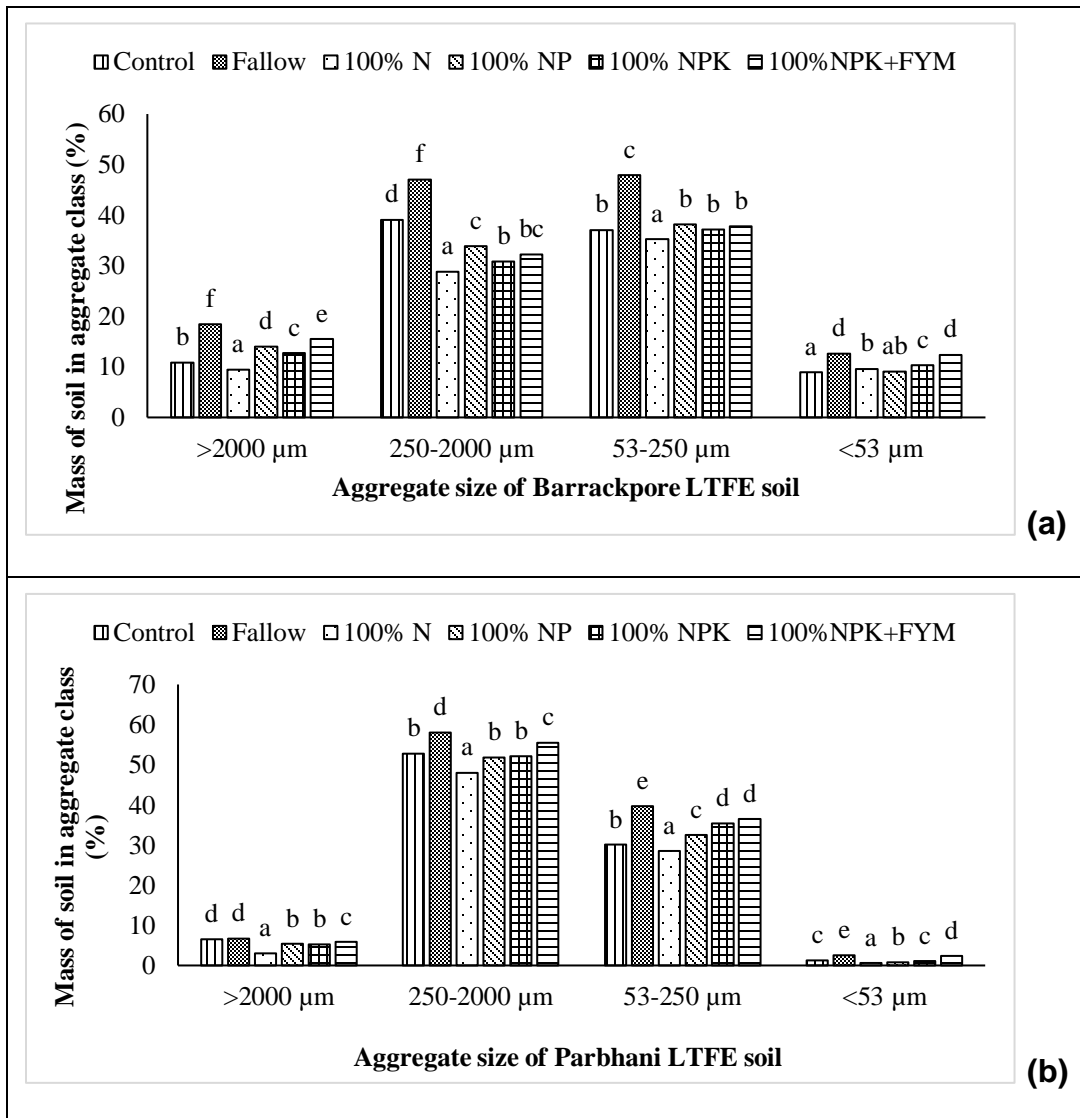 Control Fallow 100% N 100% NP 100% NPK 100%NPK+FYM
Mass of soil in aggregate class (%)
60
50
40
30
20
10
0
b f a d c e
d f a c b bc
b c a b b b
a d b ab c d
>2000 µm 250-2000 µm 53-250 µm <53 µm
Aggregate size of Barrackpore LTFE soil
(a)
Control Fallow 100% N 100% NP 100% NPK 100%NPK+FYM
Mass of soil in aggregate class
(%)
70
60
50
40
30
20
10
0
d d a b b c
b d a b b c
b e a c d d
c e a b c d
>2000 µm 250-2000 µm 53-250 µm <53 µm
Aggregate size of Parbhani LTFE soil
(b)